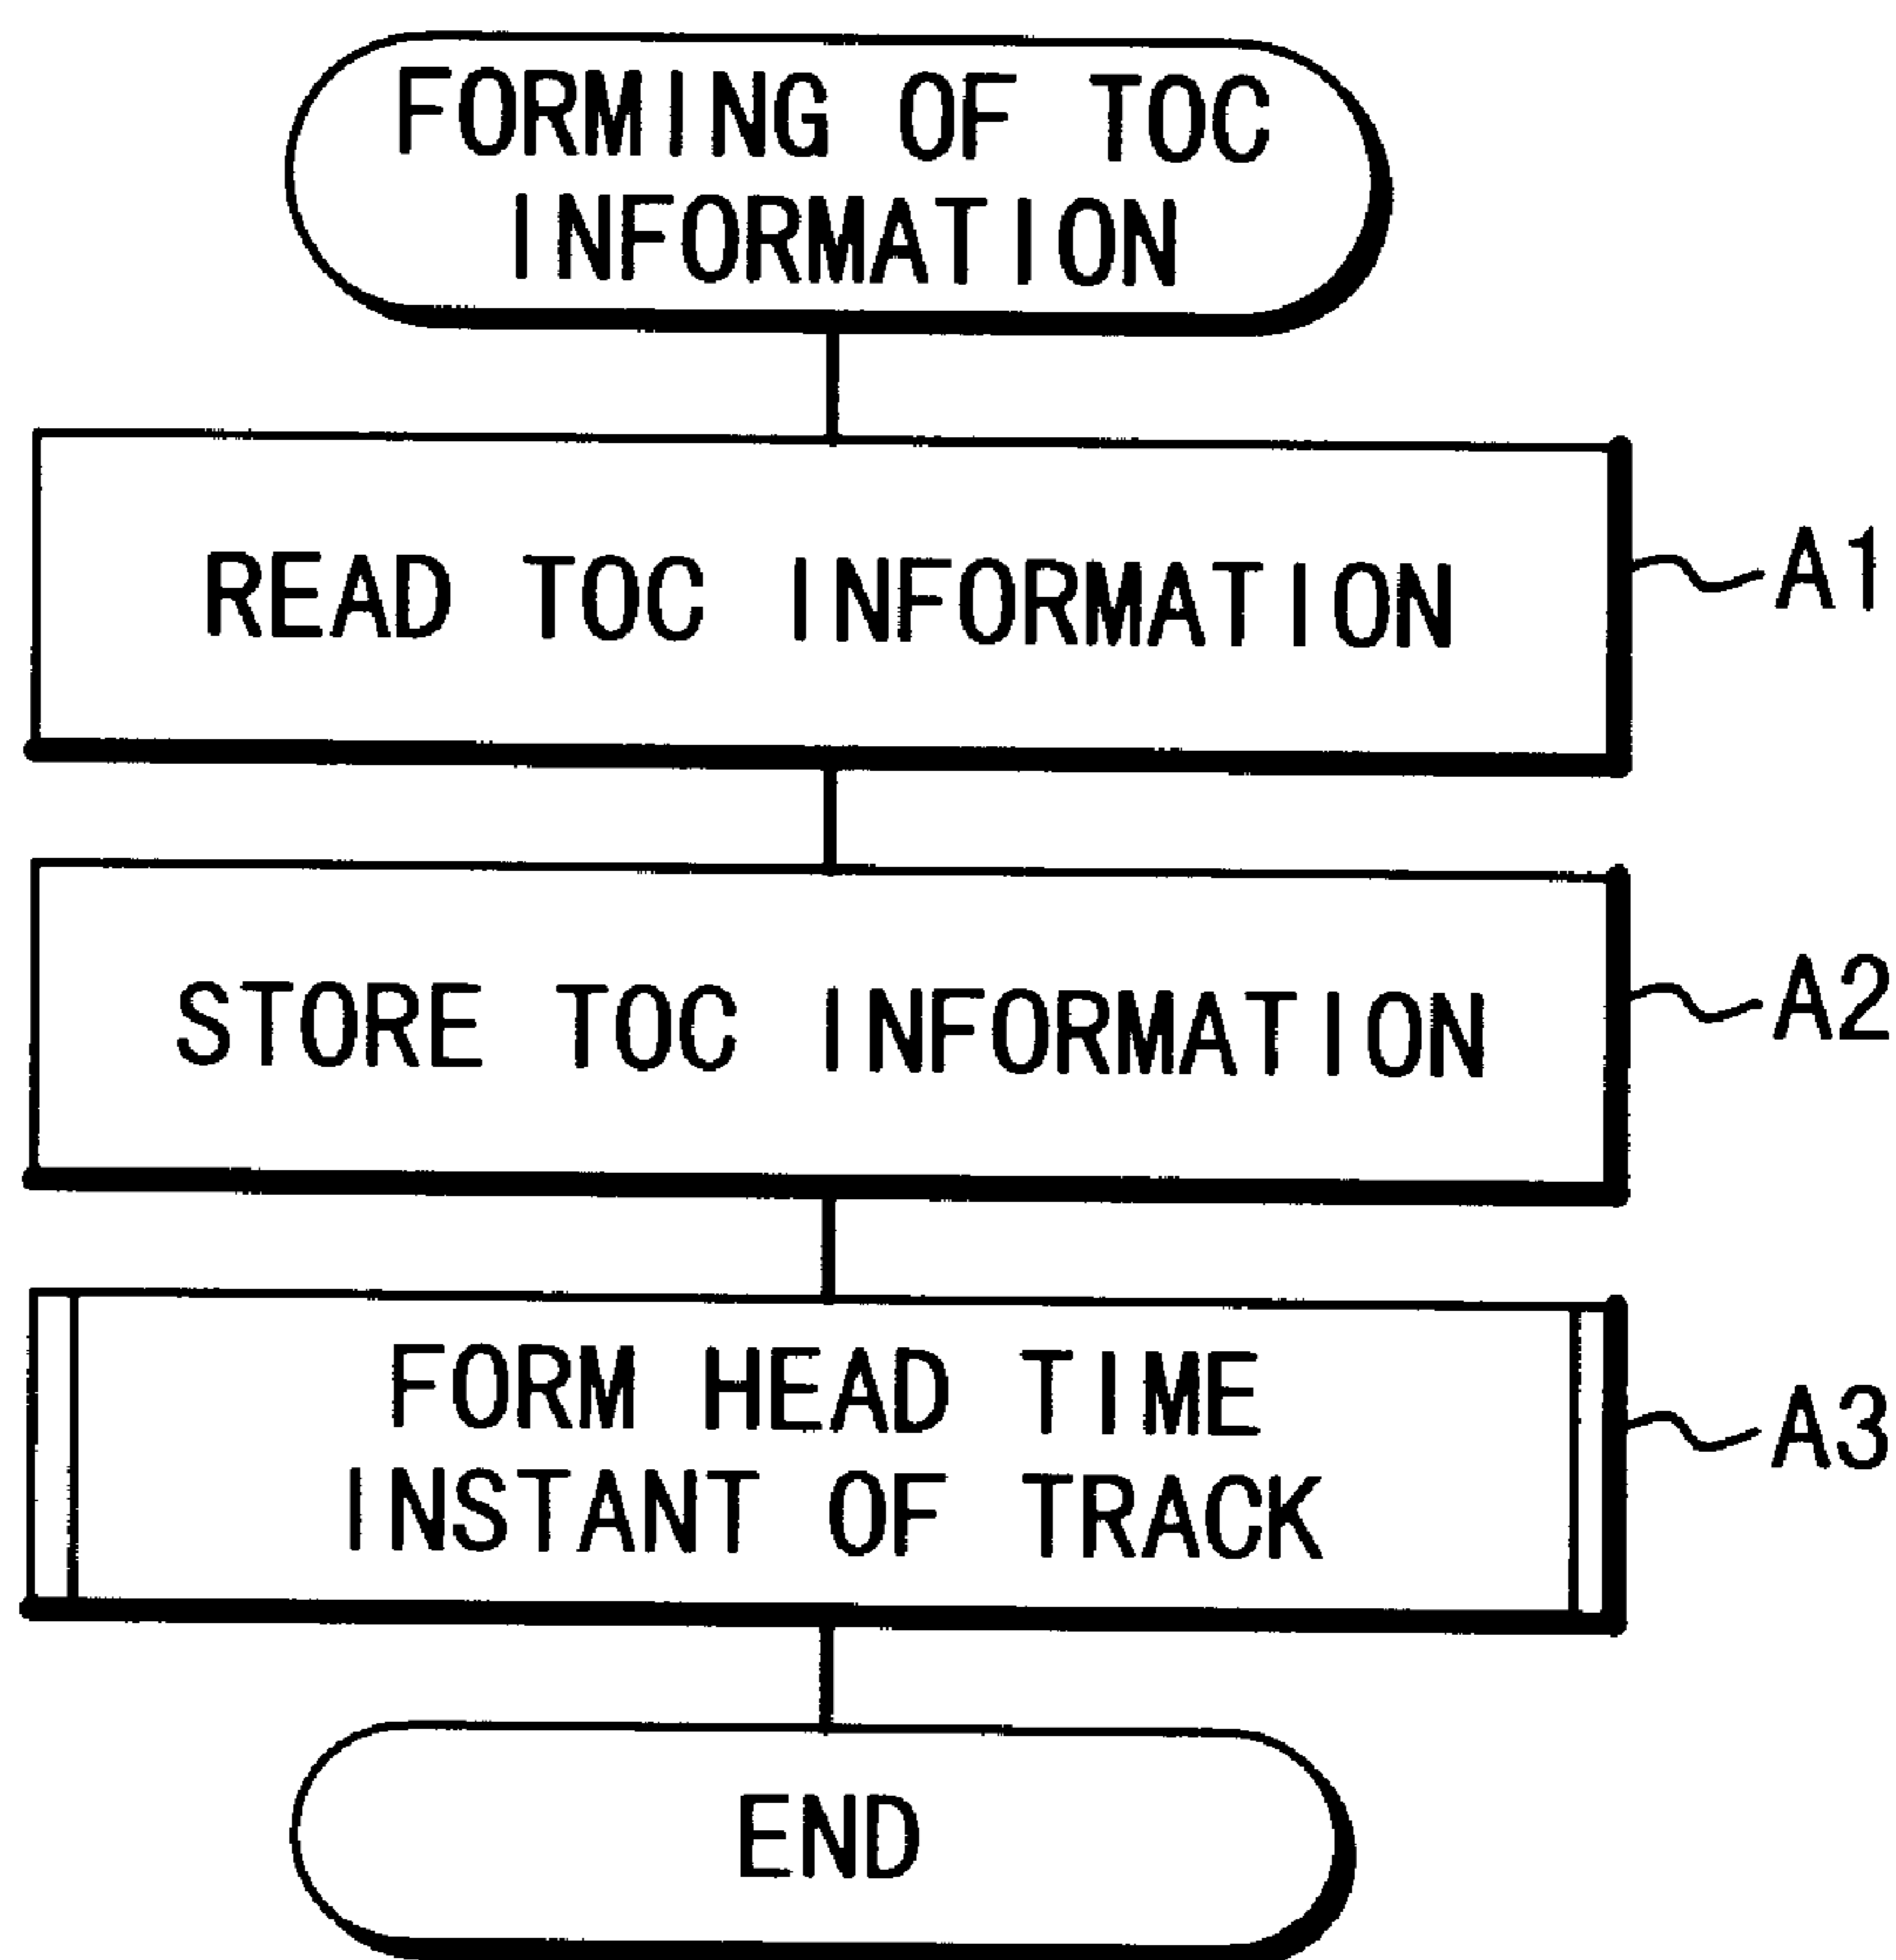 FORMING OF TOC
INFORMATION
READ TOC INFORMATION
A1
STORE TOC INFORMATION
A2
FORM HEAD TIME
INSTANT OF TRACK
A3
END